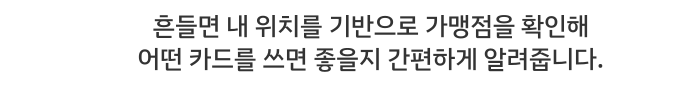 흔들면 내 위치를 기반으로 가맹점을 확인해
어떤 카드를 쓰면 좋을지 간편하게 알려줍니다.